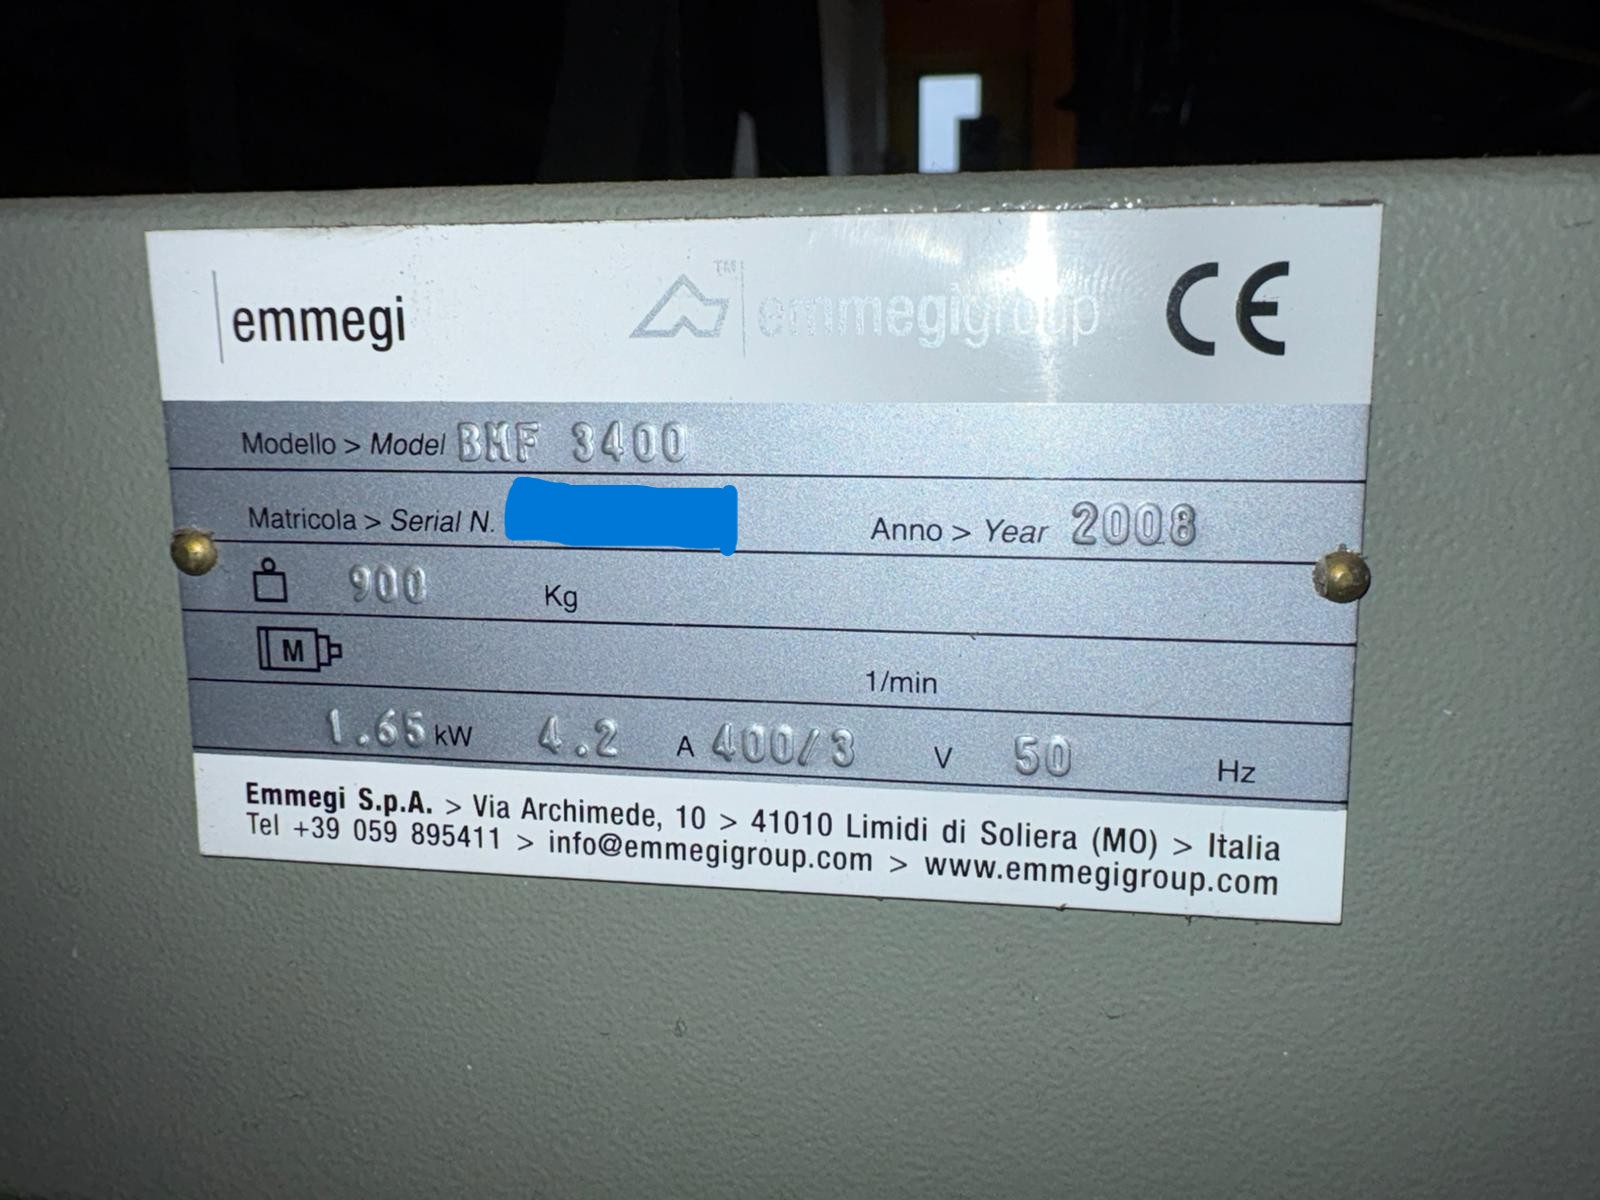 emmegi
TM emmegigroup CE
Modello > Model BMF 3400
Matricola > Serial N. Anno > Year 2008
900 Kg
M 1/min
1.65 kW 4.2 A 400/3 V 50 Hz
Emmegi S.p.A. > Via Archimede, 10 > 41010 Limidi di Soliera (MO) > Italia
Tel +39 059 895411 > info@emmegigroup.com > www.emmegigroup.com